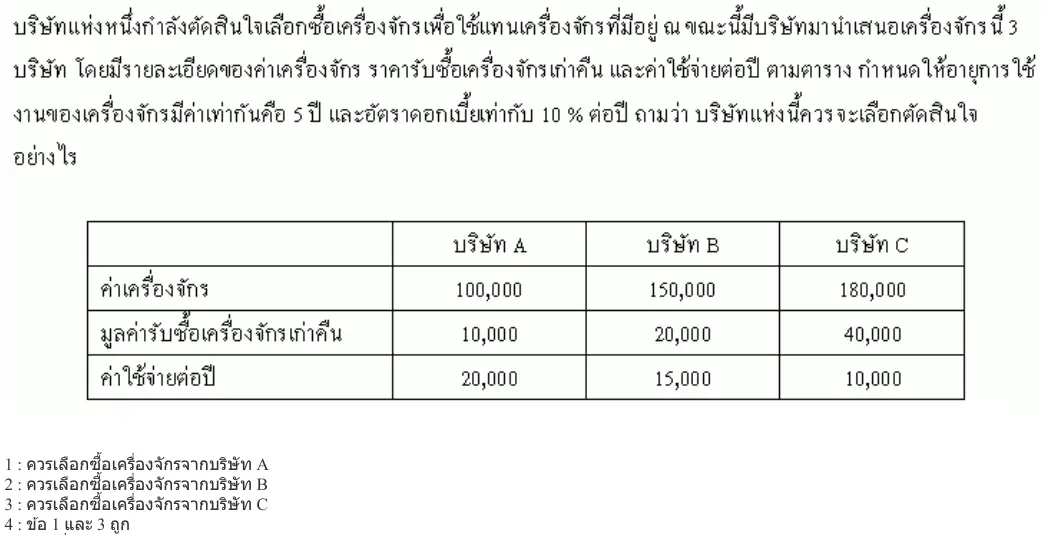 บริษัทแห่งหนึ่งกำลังตัดสินใจเลือกซื้อเครื่องจักรเพื่อใช้แทนเครื่องจักรที่มีอยู่ ณ ขณะนี้มีบริษัทมานำเสนอเครื่องจักรนี้ 3
บริษัท โดยมีรายละเอียดของค่าเครื่องจักร ราคารับซื้อเครื่องจักรเก่าคืน และค่าใช้จ่ายต่อปี ตามตาราง กำหนดให้อายุการใช้
งานของเครื่องจักรมีค่าเท่ากันคือ 5 ปี และอัตราดอกเบี้ยเท่ากับ 10 % ต่อปี ถามว่า บริษัทแห่งนี้ควรจะเลือกตัดสินใจ
อย่างไร
บริษัท A บริษัท B บริษัท C
ค่าเครื่องจักร 100,000 150,000 180,000
มูลค่ารับซื้อเครื่องจักรเก่าคืน 10,000 20,000 40,000
ค่าใช้จ่ายต่อปี 20,000 15,000 10,000
1 : ควรเลือกซื้อเครื่องจักรจากบริษัท A
2 : ควรเลือกซื้อเครื่องจักรจากบริษัท B
3 : ควรเลือกซื้อเครื่องจักรจากบริษัท C
4 : ข้อ 1 และ 3 ถูก